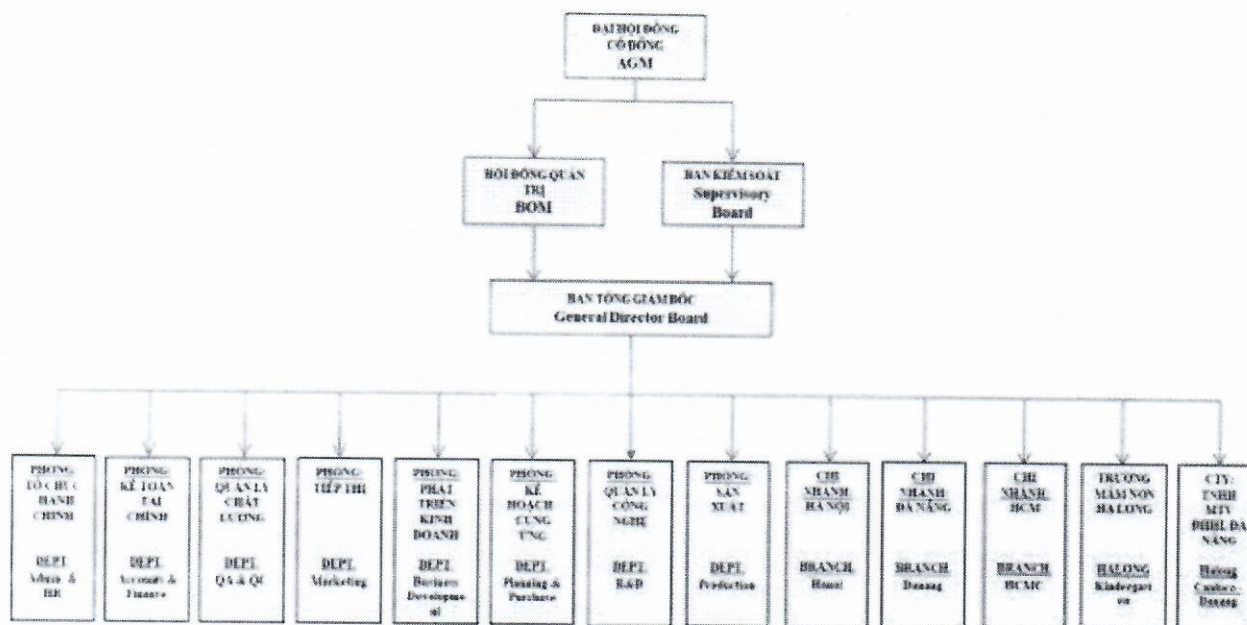 ĐẠI HỘI ĐỒNG
CỔ ĐÔNG
AGM
HỘI ĐỒNG QUẢN
TRỊ
BOM
BAN KIỂM SOÁT
Supervisory
Board
BAN TỔNG GIÁM ĐỐC
General Director Board
PHÒNG:
TỔ CHỨC
HÀNH
CHÍNH
DEPT.
Admin &
HR
PHÒNG:
KẾ TOÁN
TÀI
CHÍNH
DEPT.
Accounts &
Finance
PHÒNG:
QUẢN LÝ
CHẤT
LƯỢNG
DEPT.
QA & QC
PHÒNG:
TIẾP THỊ
DEPT.
Marketing
PHÒNG:
PHÁT
TRIỂN
KINH
DOANH
DEPT.
Business
Developme
nt
PHÒNG:
KẾ
HOẠCH
CUNG
ỨNG
DEPT.
Planning &
Purchase
PHÒNG:
QUẢN LÝ
CÔNG
NGHỆ
DEPT.
R&D
PHÒNG:
SẢN
XUẤT
DEPT.
Production
CHI
NHÁNH:
HÀ NỘI
BRANCH
Hanoi
CHI
NHÁNH:
ĐÀ NẴNG
BRANCH
Danang
CHI
NHÁNH:
HCM
BRANCH
HCMC
TRƯỜNG
MẦM NON
HẠ LONG
HALONG
Kindergart
en
CTY:
TNHH
MTV
ĐHHL ĐÀ
NẴNG
Halong
Canfoco -
Danang